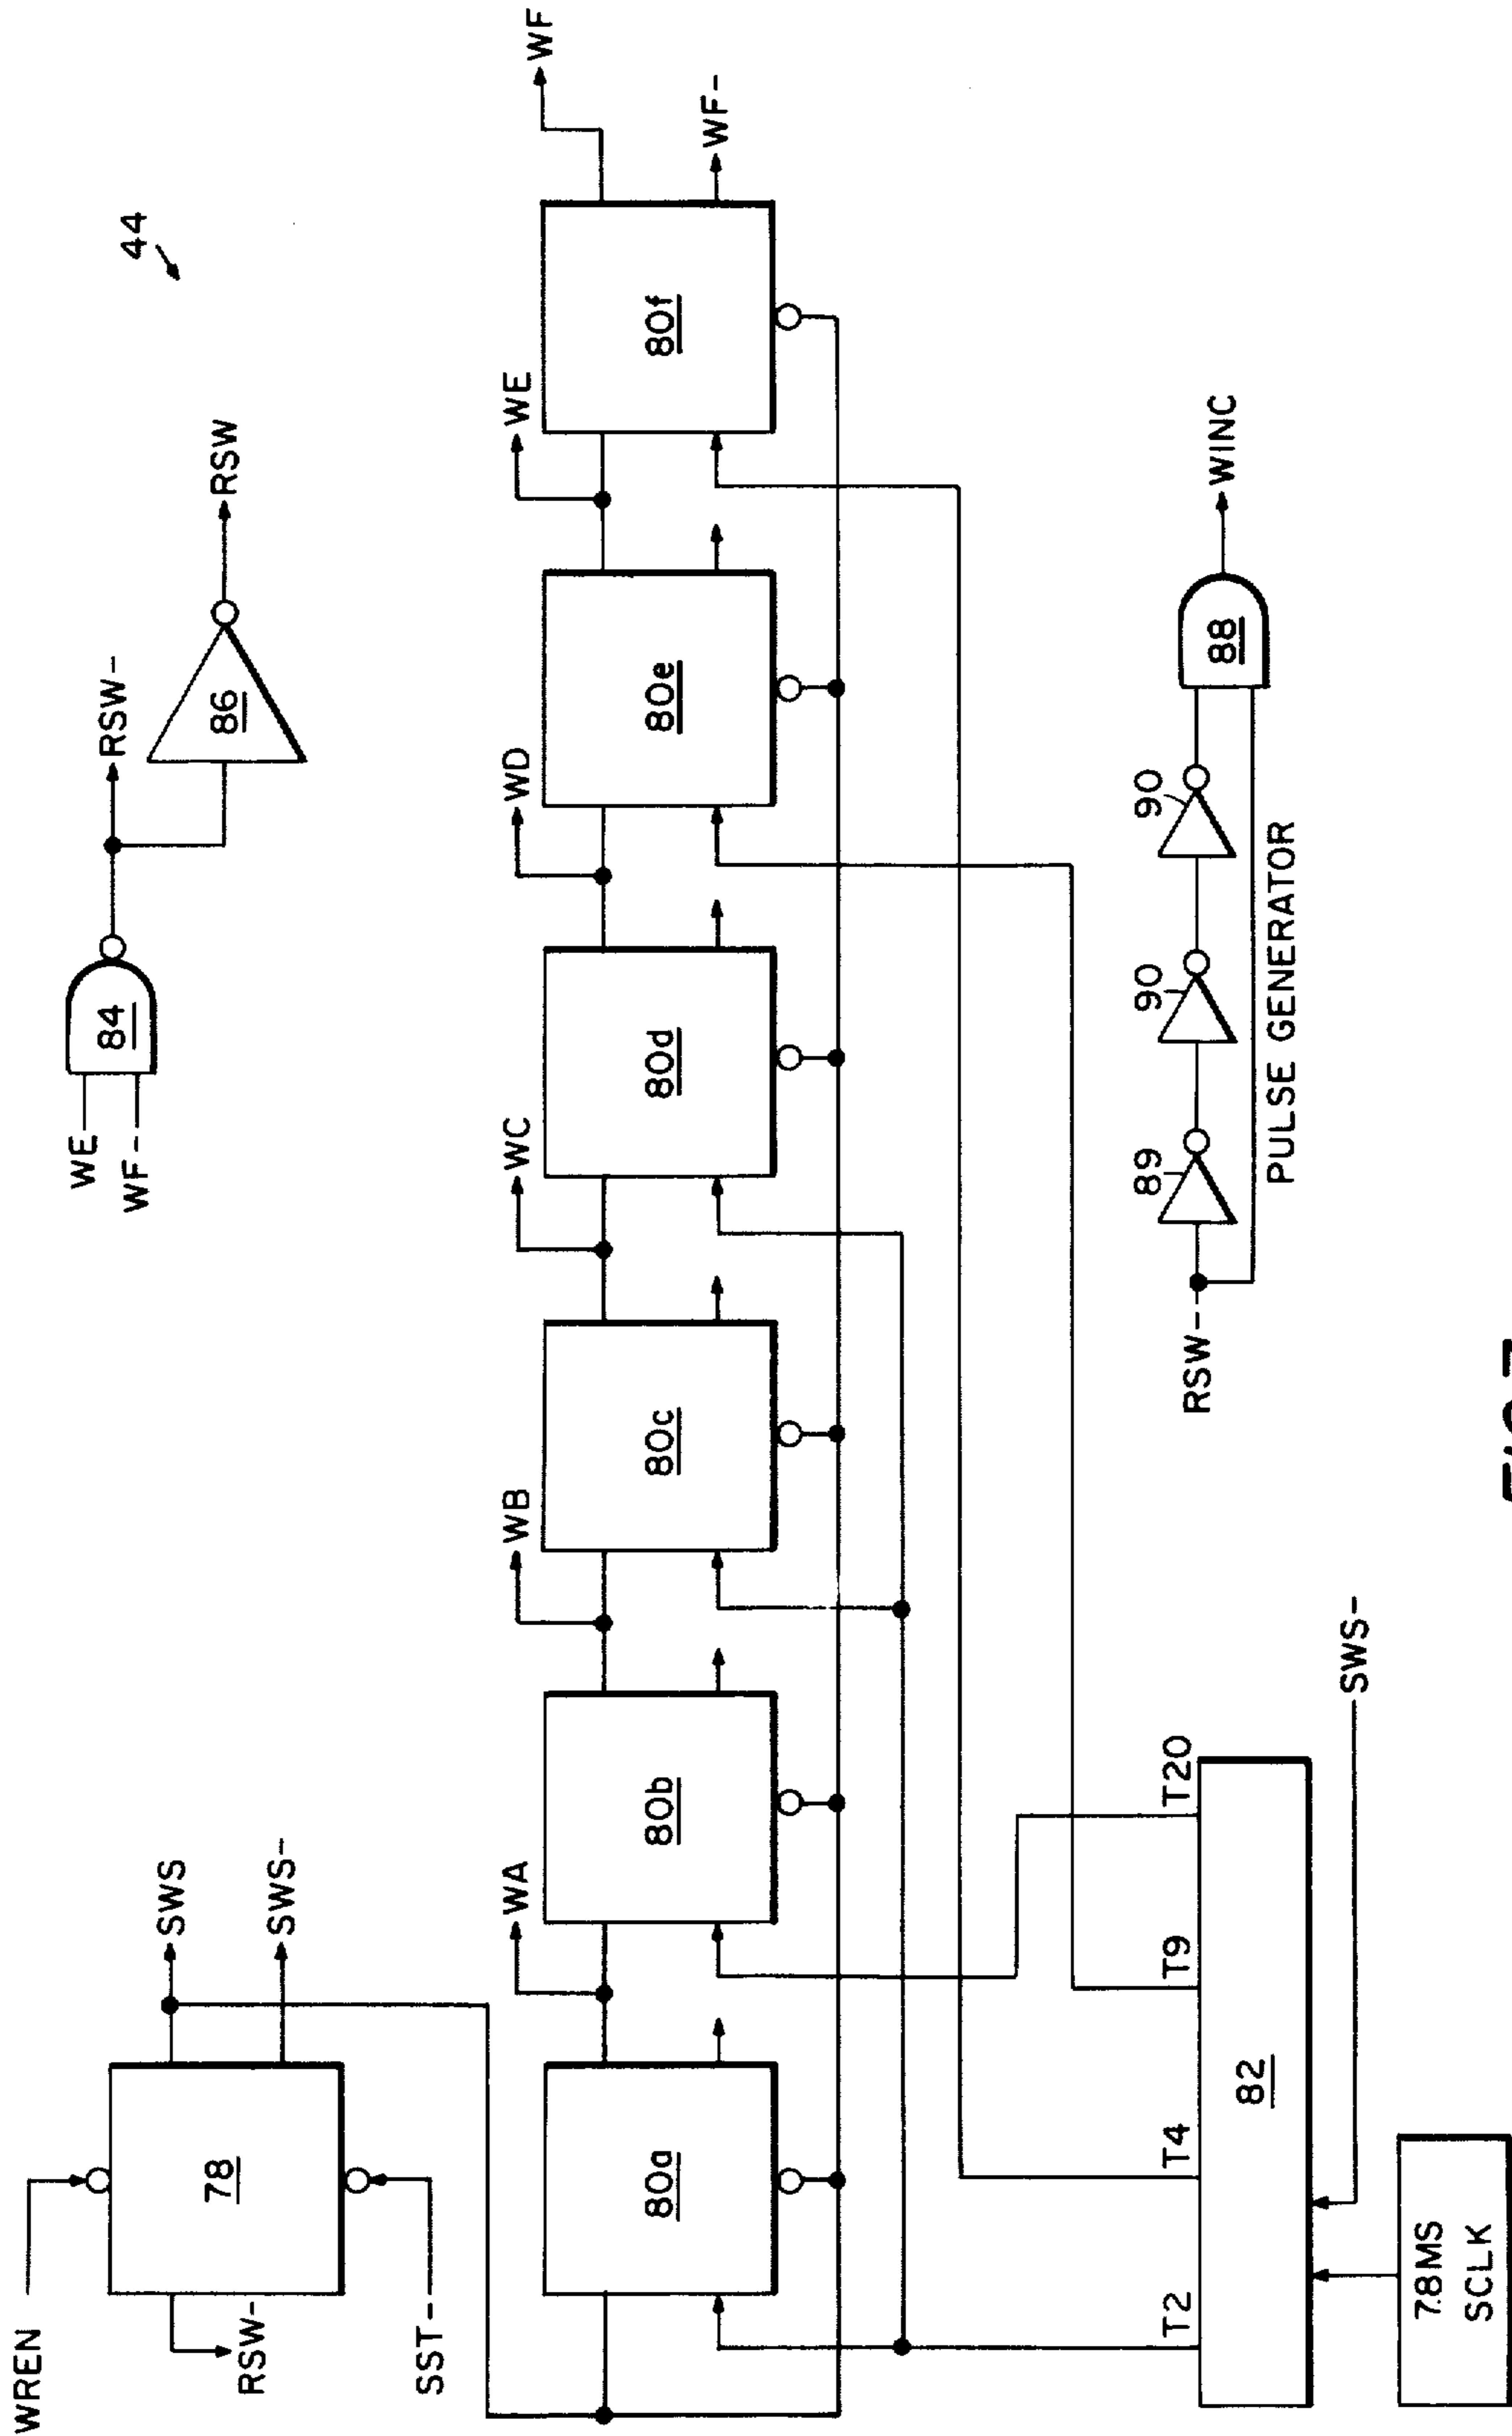 44
WREN
78
RSW-
SST-
SWS
SWS-
WE
WF-
84
RSW-
86
RSW
WA
WB
WC
WD
WE
WF
WF-
80a
80b
80c
80d
80e
80f
T2
T4
T9
T20
82
SWS-
7.8MS
SCLK
RSW-
89
90
90
88
WINC
PULSE GENERATOR